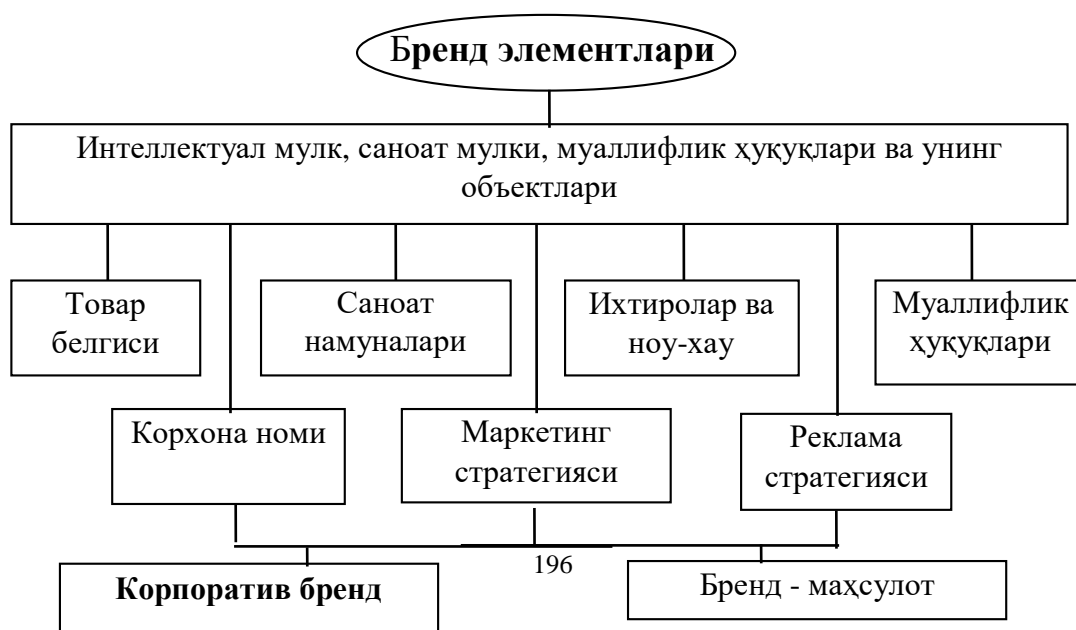 Бренд элементлари
Интеллектуал мулк, саноат мулки, муаллифлик ҳуқуқлари ва унинг
объектлари
Товар
белгиси
Саноат
намуналари
Ихтиролар ва
ноу-хау
Муаллифлик
ҳуқуқлари
Корхона номи
Маркетинг
стратегияси
Реклама
стратегияси
196
Корпоратив бренд
Бренд - маҳсулот